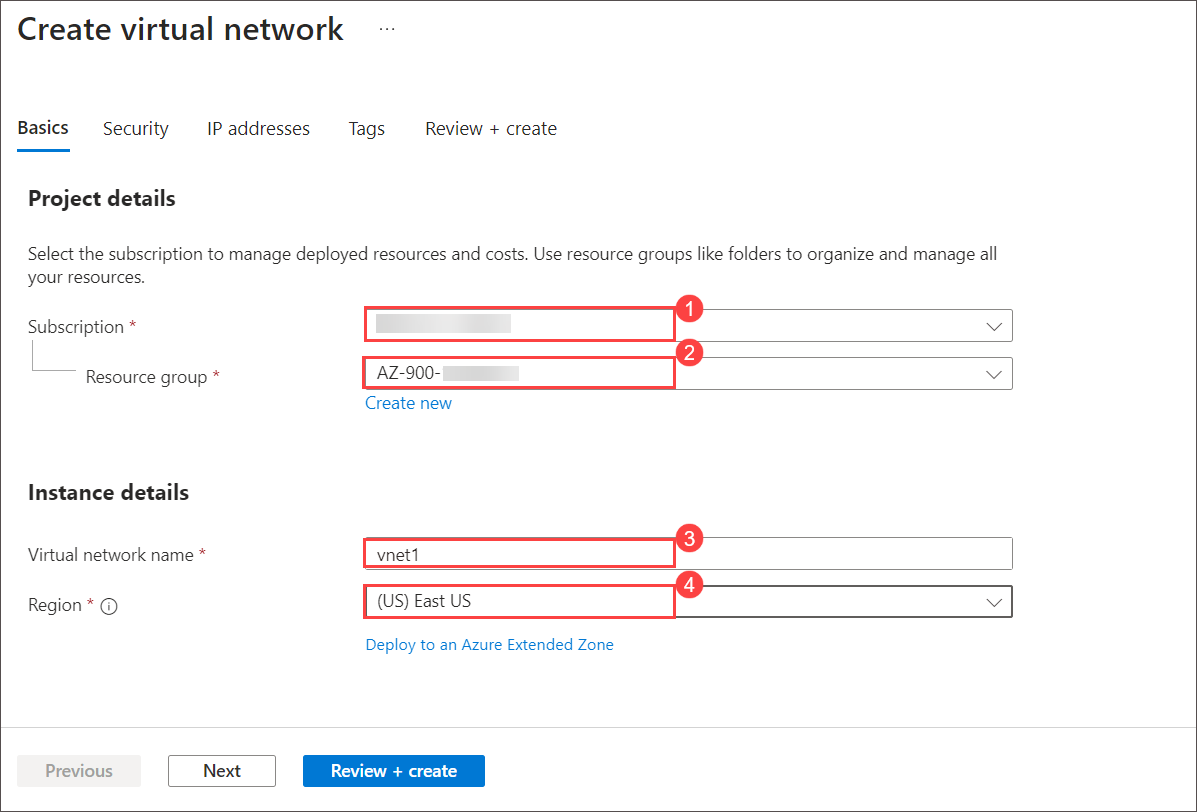 Create virtual network ...
Basics Security IP addresses Tags Review + create
Project details
Select the subscription to manage deployed resources and costs. Use resource groups like folders to organize and manage all
your resources.
Subscription * 1
Resource group * AZ-900- 2
Create new
Instance details
Virtual network name * vnet1 3
Region * (US) East US 4
Deploy to an Azure Extended Zone
Previous Next Review + create